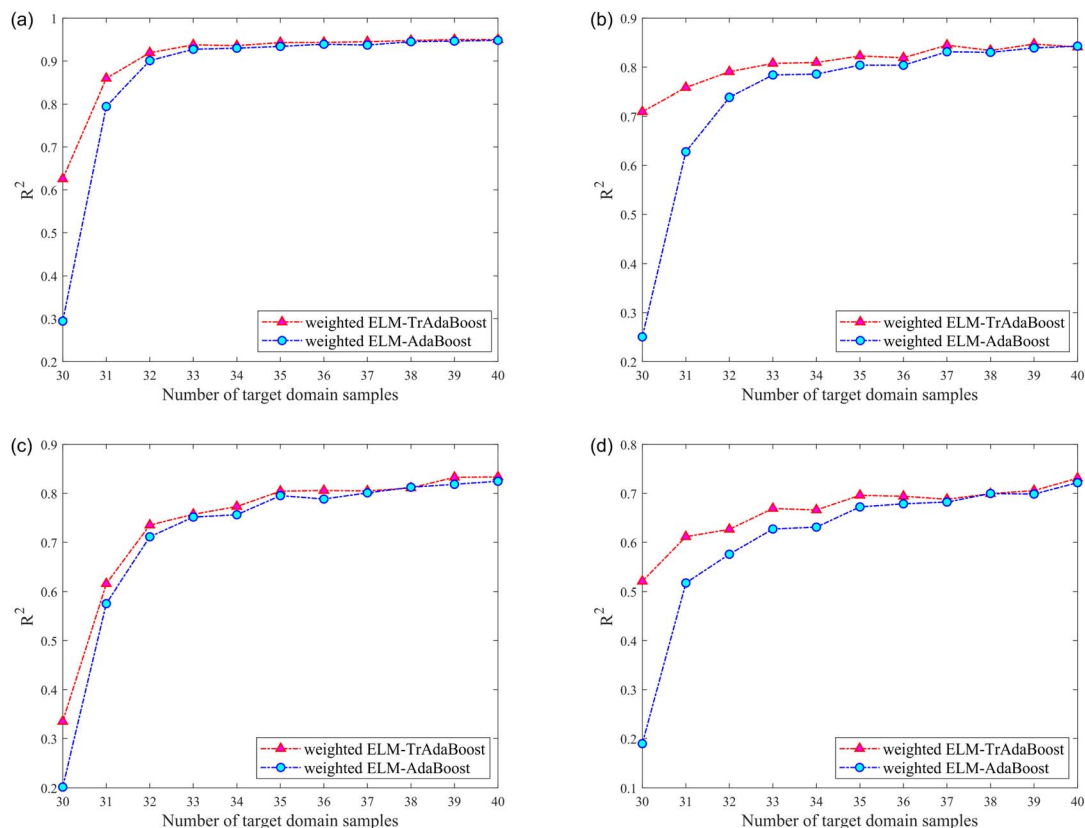 (a)
1
0.9
0.8
0.7
0.6
0.5
0.4
0.3
0.2
R²
30 31 32 33 34 35 36 37 38 39 40
Number of target domain samples
weighted ELM-TrAdaBoost
weighted ELM-AdaBoost
(b)
0.9
0.8
0.7
0.6
0.5
0.4
0.3
0.2
R²
30 31 32 33 34 35 36 37 38 39 40
Number of target domain samples
weighted ELM-TrAdaBoost
weighted ELM-AdaBoost
(c)
0.9
0.8
0.7
0.6
0.5
0.4
0.3
0.2
R²
30 31 32 33 34 35 36 37 38 39 40
Number of target domain samples
weighted ELM-TrAdaBoost
weighted ELM-AdaBoost
(d)
0.8
0.7
0.6
0.5
0.4
0.3
0.2
0.1
R²
30 31 32 33 34 35 36 37 38 39 40
Number of target domain samples
weighted ELM-TrAdaBoost
weighted ELM-AdaBoost